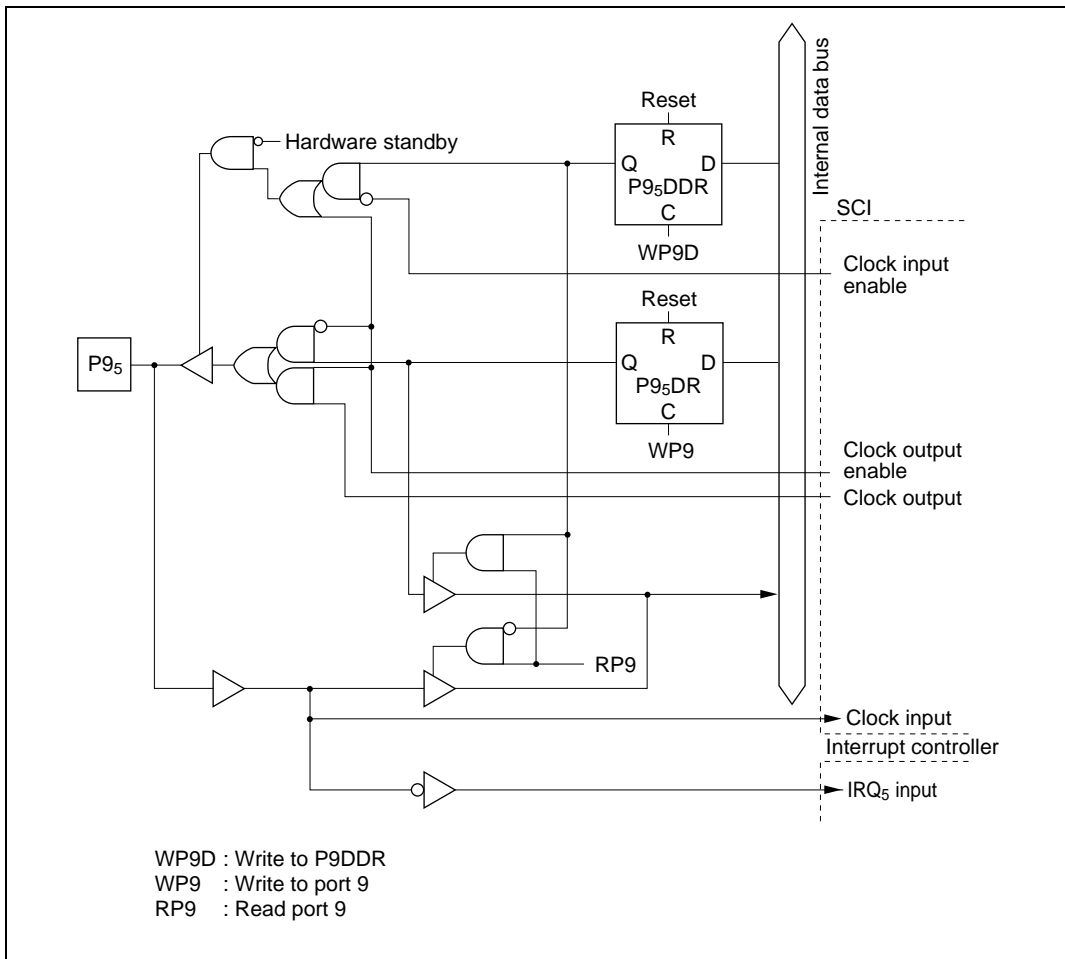 Internal data bus
Reset
Hardware standby
R
Q
D
P9₅DDR
C
WP9D
SCI
Clock input
enable
Reset
R
P9₅
Q
D
P9₅DR
C
WP9
Clock output
enable
Clock output
RP9
Clock input
Interrupt controller
IRQ₅ input
WP9D : Write to P9DDR
WP9 : Write to port 9
RP9 : Read port 9